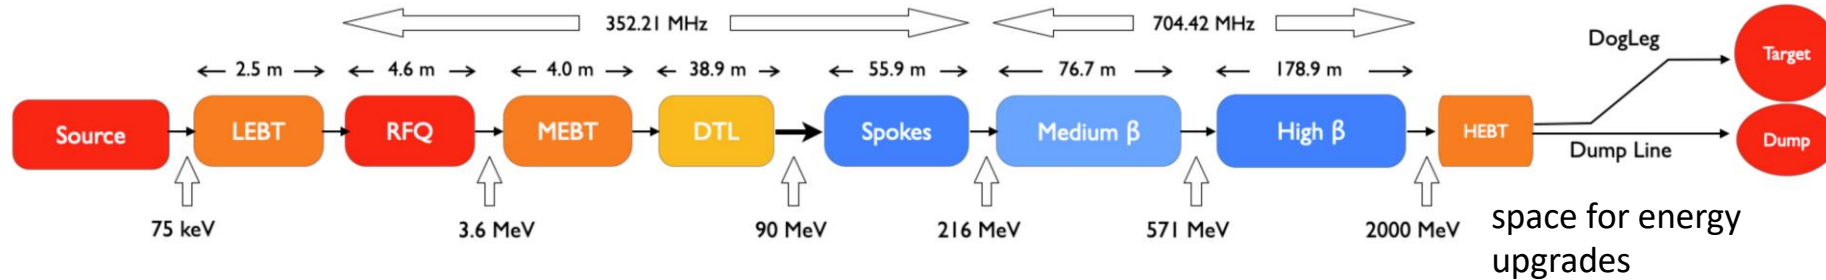 352.21 MHz
704.42 MHz
DogLeg
2.5 m
4.6 m
4.0 m
38.9 m
55.9 m
76.7 m
178.9 m
Target
Source
LEBT
RFQ
MEBT
DTL
Spokes
Medium β
High β
HEBT
Dump Line
Dump
75 keV
3.6 MeV
90 MeV
216 MeV
571 MeV
2000 MeV
space for energy
upgrades